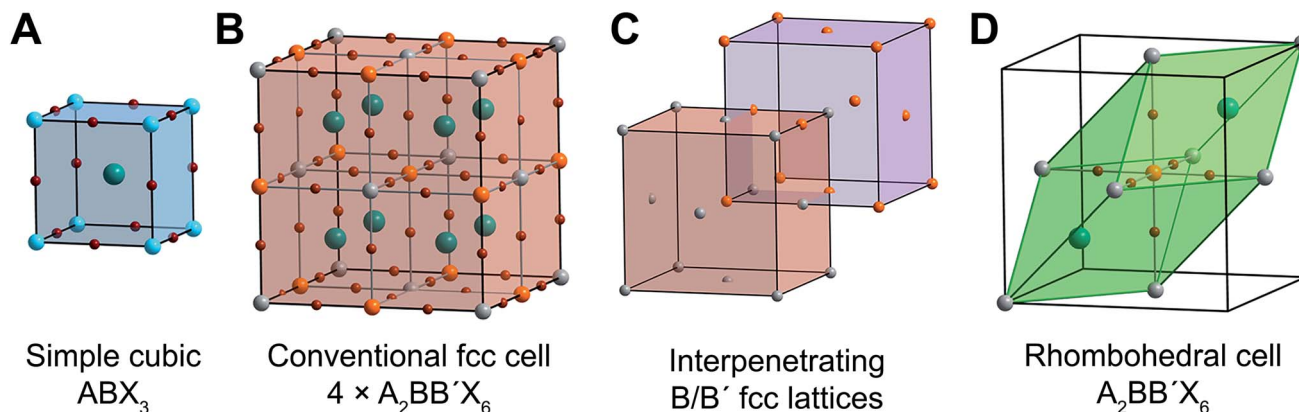 A
B
C
D
Simple cubic
ABX₃
Conventional fcc cell
4 × A₂BB´X₆
Interpenetrating
B/B´ fcc lattices
Rhombohedral cell
A₂BB´X₆